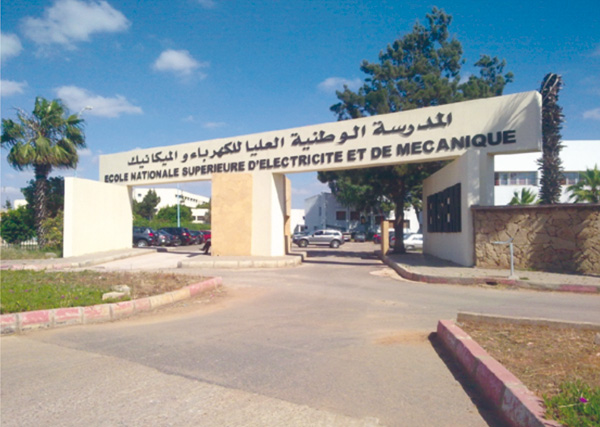 المدرسة الوطنية العليا للكهرباء و الميكانيك
ECOLE NATIONALE SUPERIEURE D'ELECTRICITE ET DE MECANIQUE